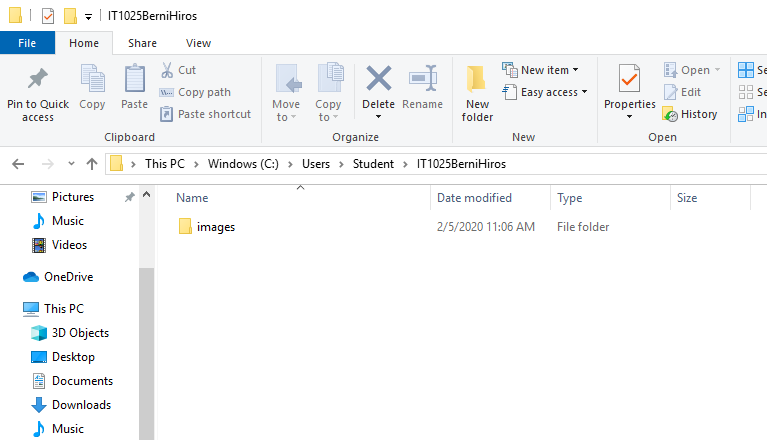 IT1025BerniHiros
File Home Share View
Pin to Quick access
Copy
Paste
Cut
Copy path
Paste shortcut
Clipboard
Move to
Copy to
Delete
Rename
Organize
New folder
New item
Easy access
New
Properties
Open
Edit
History
Open
Se
Se
In
This PC > Windows (C:) > Users > Student > IT1025BerniHiros
Pictures
Music
Videos
OneDrive
This PC
3D Objects
Desktop
Documents
Downloads
Music
Name Date modified Type Size
images 2/5/2020 11:06 AM File folder